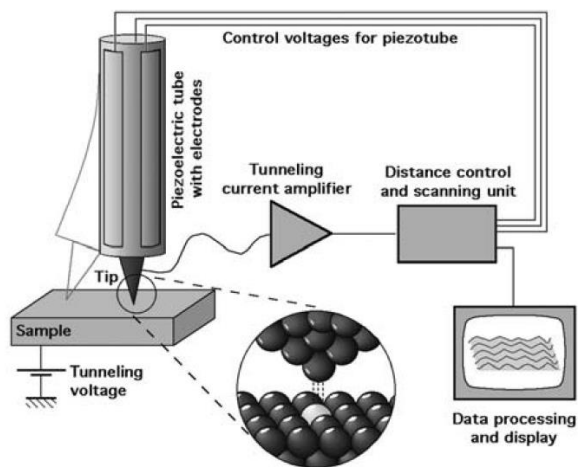 Control voltages for piezotube
Piezoelectric tube
with electrodes
Tunneling
current amplifier
Distance control
and scanning unit
Tip
Sample
Tunneling
voltage
Data processing
and display